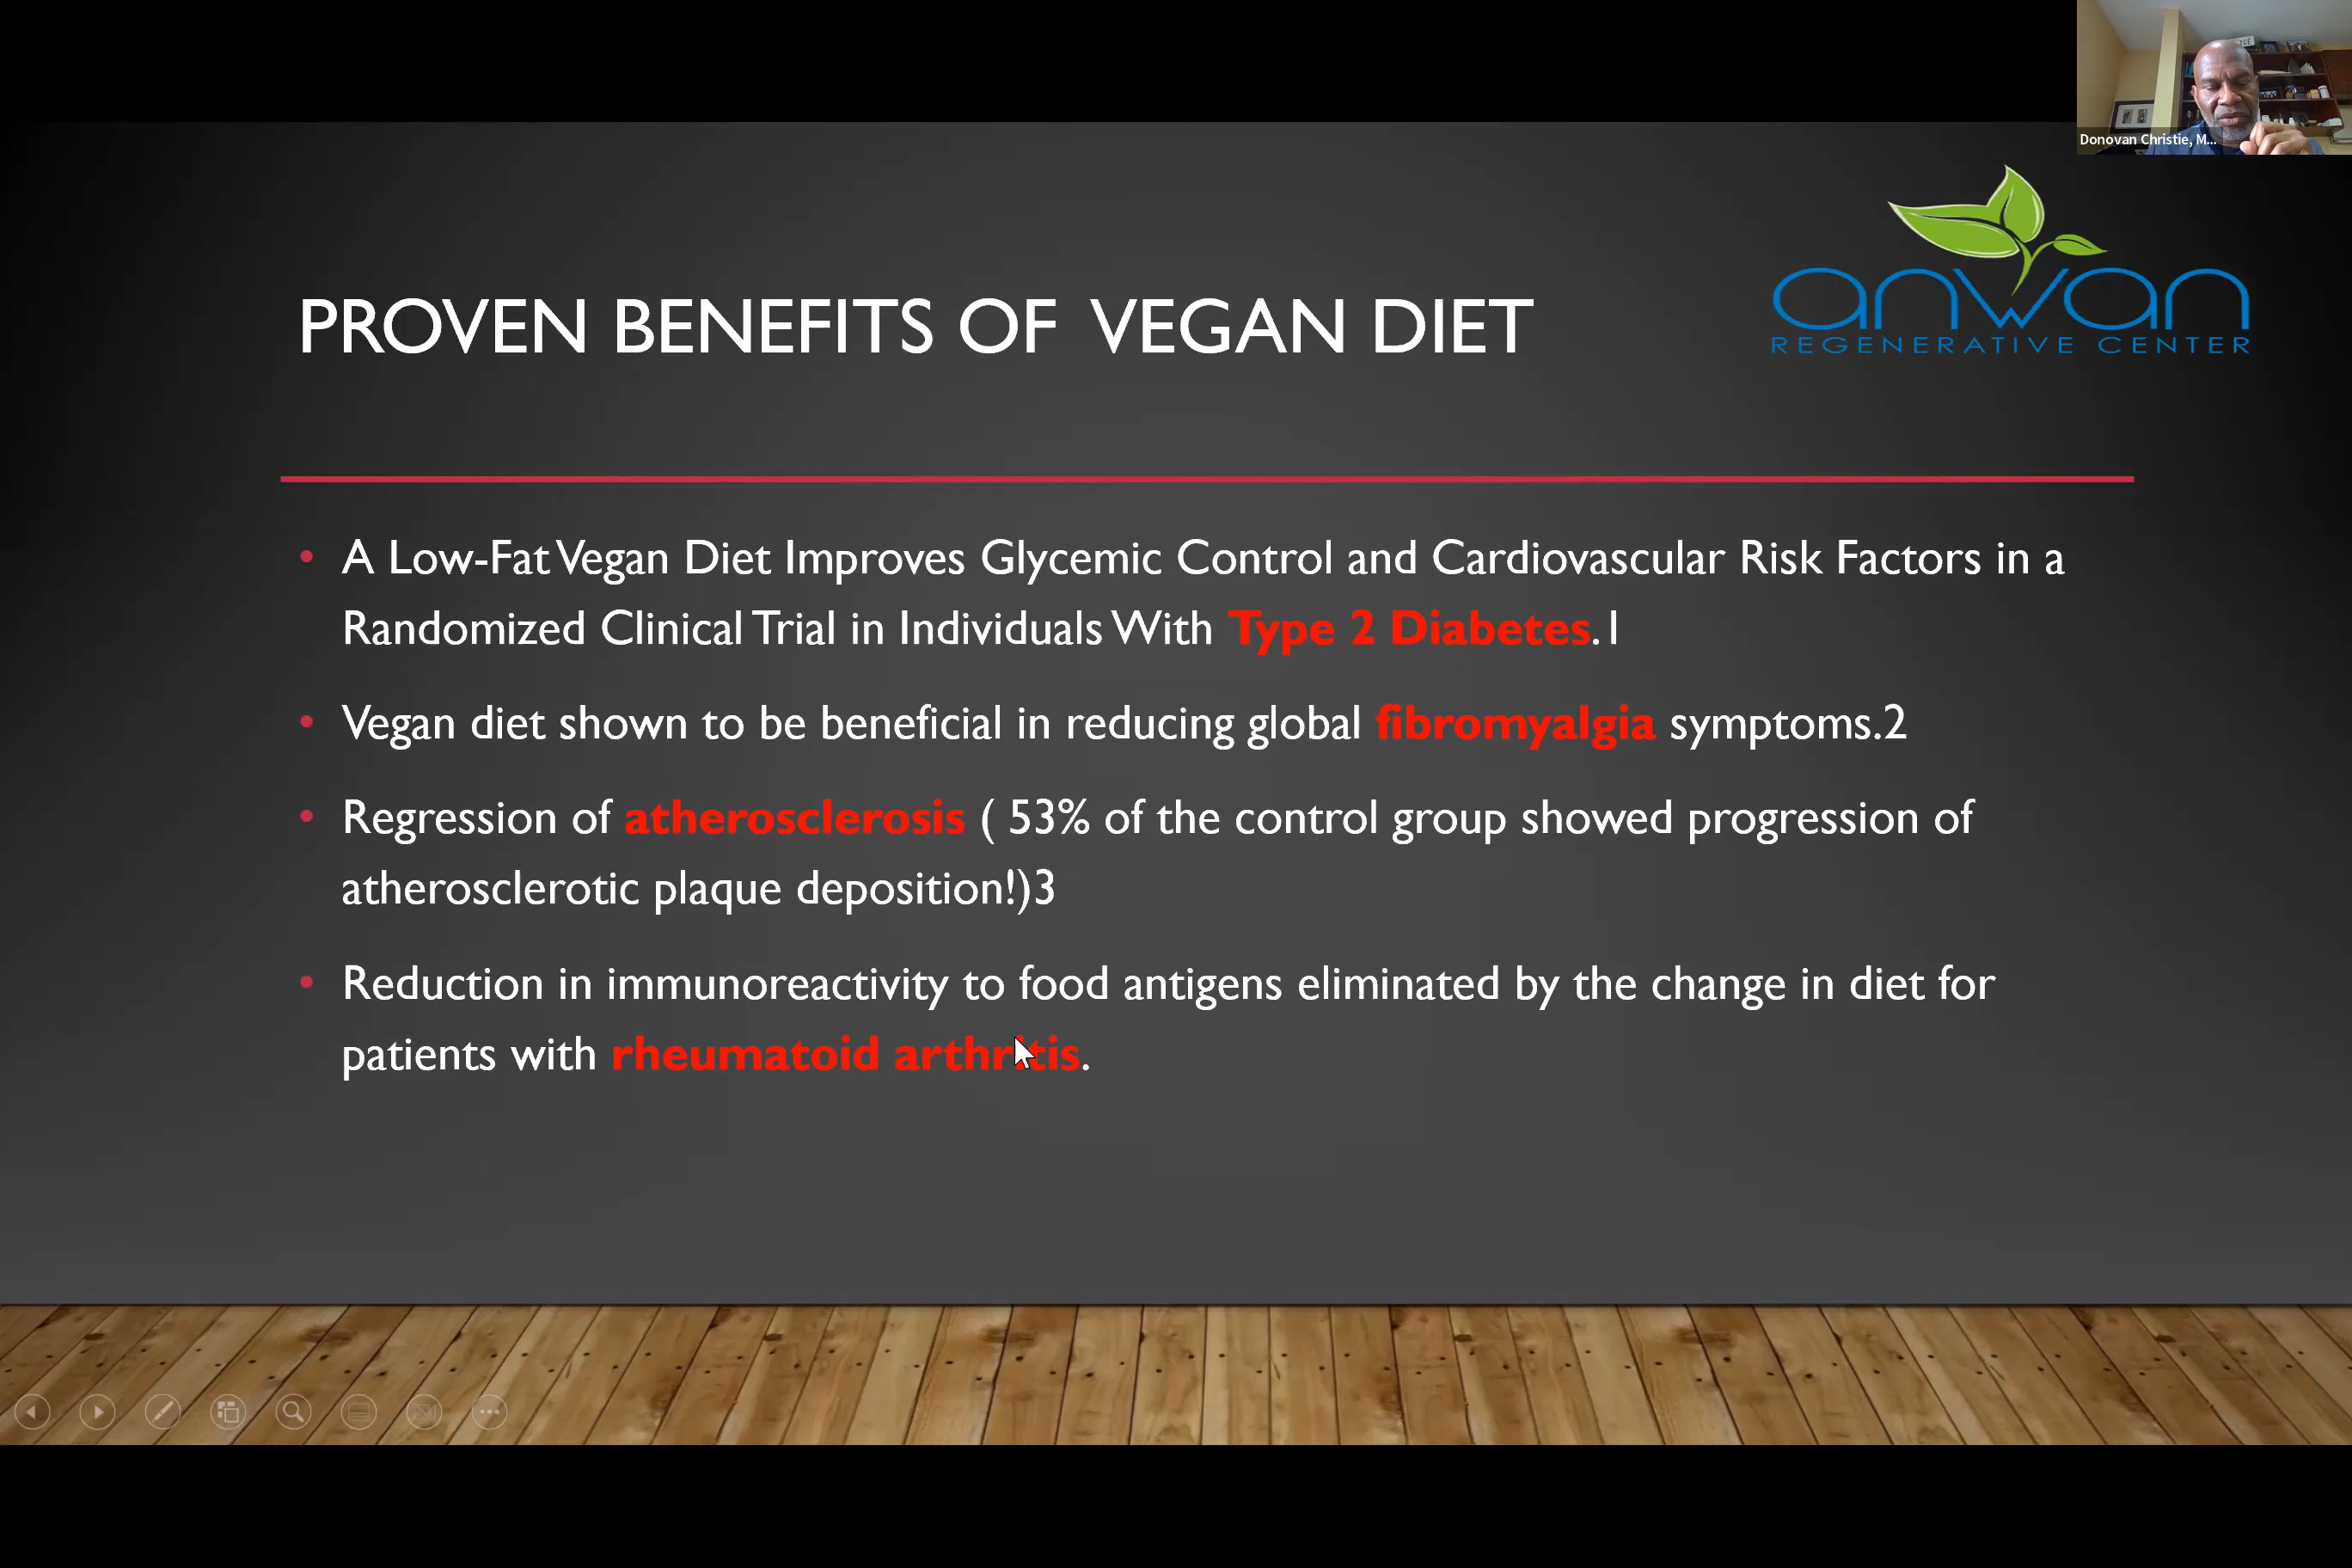 Donovan Christie, M...
anwan
REGENERATIVE CENTER
PROVEN BENEFITS OF VEGAN DIET
• A Low-Fat Vegan Diet Improves Glycemic Control and Cardiovascular Risk Factors in a
Randomized Clinical Trial in Individuals With Type 2 Diabetes.1
• Vegan diet shown to be beneficial in reducing global fibromyalgia symptoms.2
• Regression of atherosclerosis ( 53% of the control group showed progression of
atherosclerotic plaque deposition!)3
• Reduction in immunoreactivity to food antigens eliminated by the change in diet for
patients with rheumatoid arthritis.